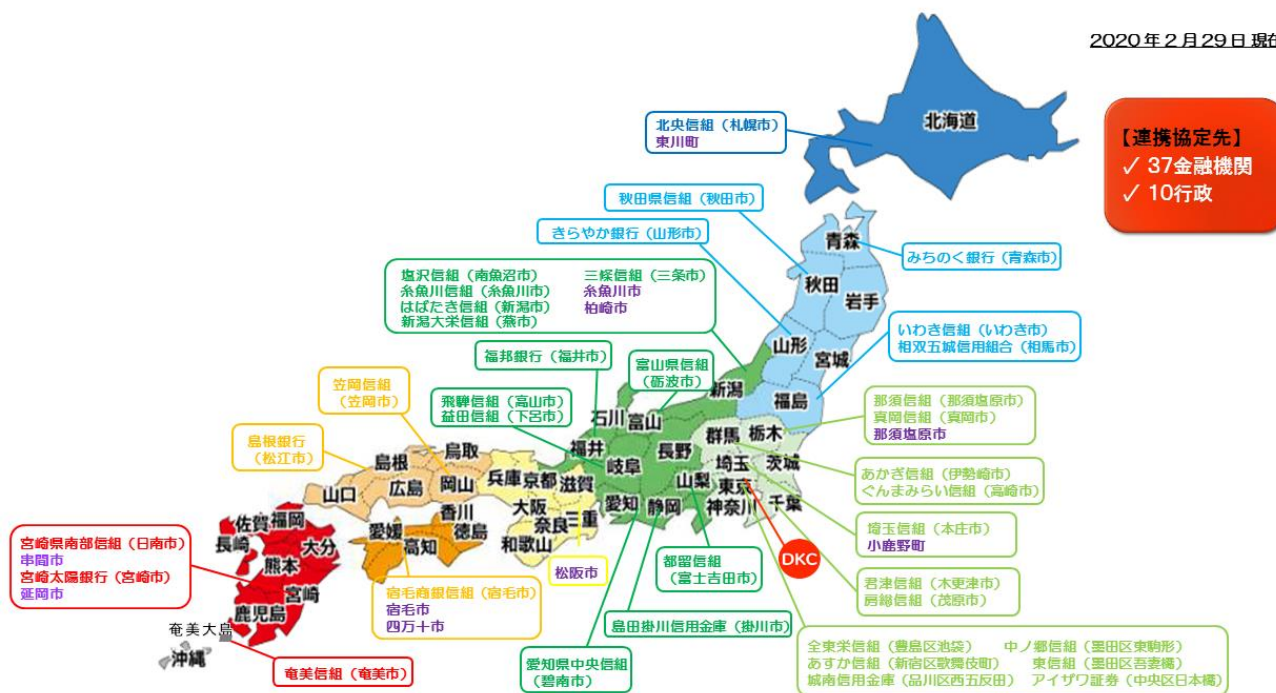 2020年2月29日 現在
【連携協定先】
✓ 37金融機関
✓ 10行政
北海道
北央信組（札幌市）
東川町
秋田県信組（秋田市）
きらやか銀行（山形市）
青森
みちのく銀行（青森市）
秋田
岩手
塩沢信組（南魚沼市）　三條信組（三条市）
糸魚川信組（糸魚川市）　糸魚川市
はばたき信組（新潟市）　柏崎市
新潟大栄信組（燕市）
山形
宮城
いわき信組（いわき市）
相双五城信用組合（相馬市）
福邦銀行（福井市）
富山県信組
（砺波市）
新潟
福島
笠岡信組
（笠岡市）
飛騨信組（高山市）
益田信組（下呂市）
石川
富山
群馬
栃木
那須信組（那須塩原市）
真岡信組（真岡市）
那須塩原市
島根銀行
（松江市）
福井
長野
岐阜
埼玉
茨城
あかぎ信組（伊勢崎市）
ぐんまみらい信組（高崎市）
鳥取
島根
兵庫
京都
滋賀
山梨
東京
山口
広島
岡山
愛知
静岡
神奈川
千葉
香川
大阪
奈良
三重
埼玉信組（本庄市）
小鹿野町
佐賀
福岡
長崎
大分
愛媛
高知
徳島
和歌山
宮崎県南部信組（日南市）
串間市
宮崎太陽銀行（宮崎市）
延岡市
熊本
宮崎
鹿児島
松阪市
都留信組
（富士吉田市）
DKC
君津信組（木更津市）
房総信組（茂原市）
宿毛商銀信組（宿毛市）
宿毛市
四万十市
島田掛川信用金庫（掛川市）
奄美大島
沖縄
奄美信組（奄美市）
愛知県中央信組
（碧南市）
全東栄信組（豊島区池袋）　中ノ郷信組（墨田区東駒形）
あすか信組（新宿区歌舞伎町）　東信組（墨田区吾妻橋）
城南信用金庫（品川区西五反田）　アイザワ証券（中央区日本橋）